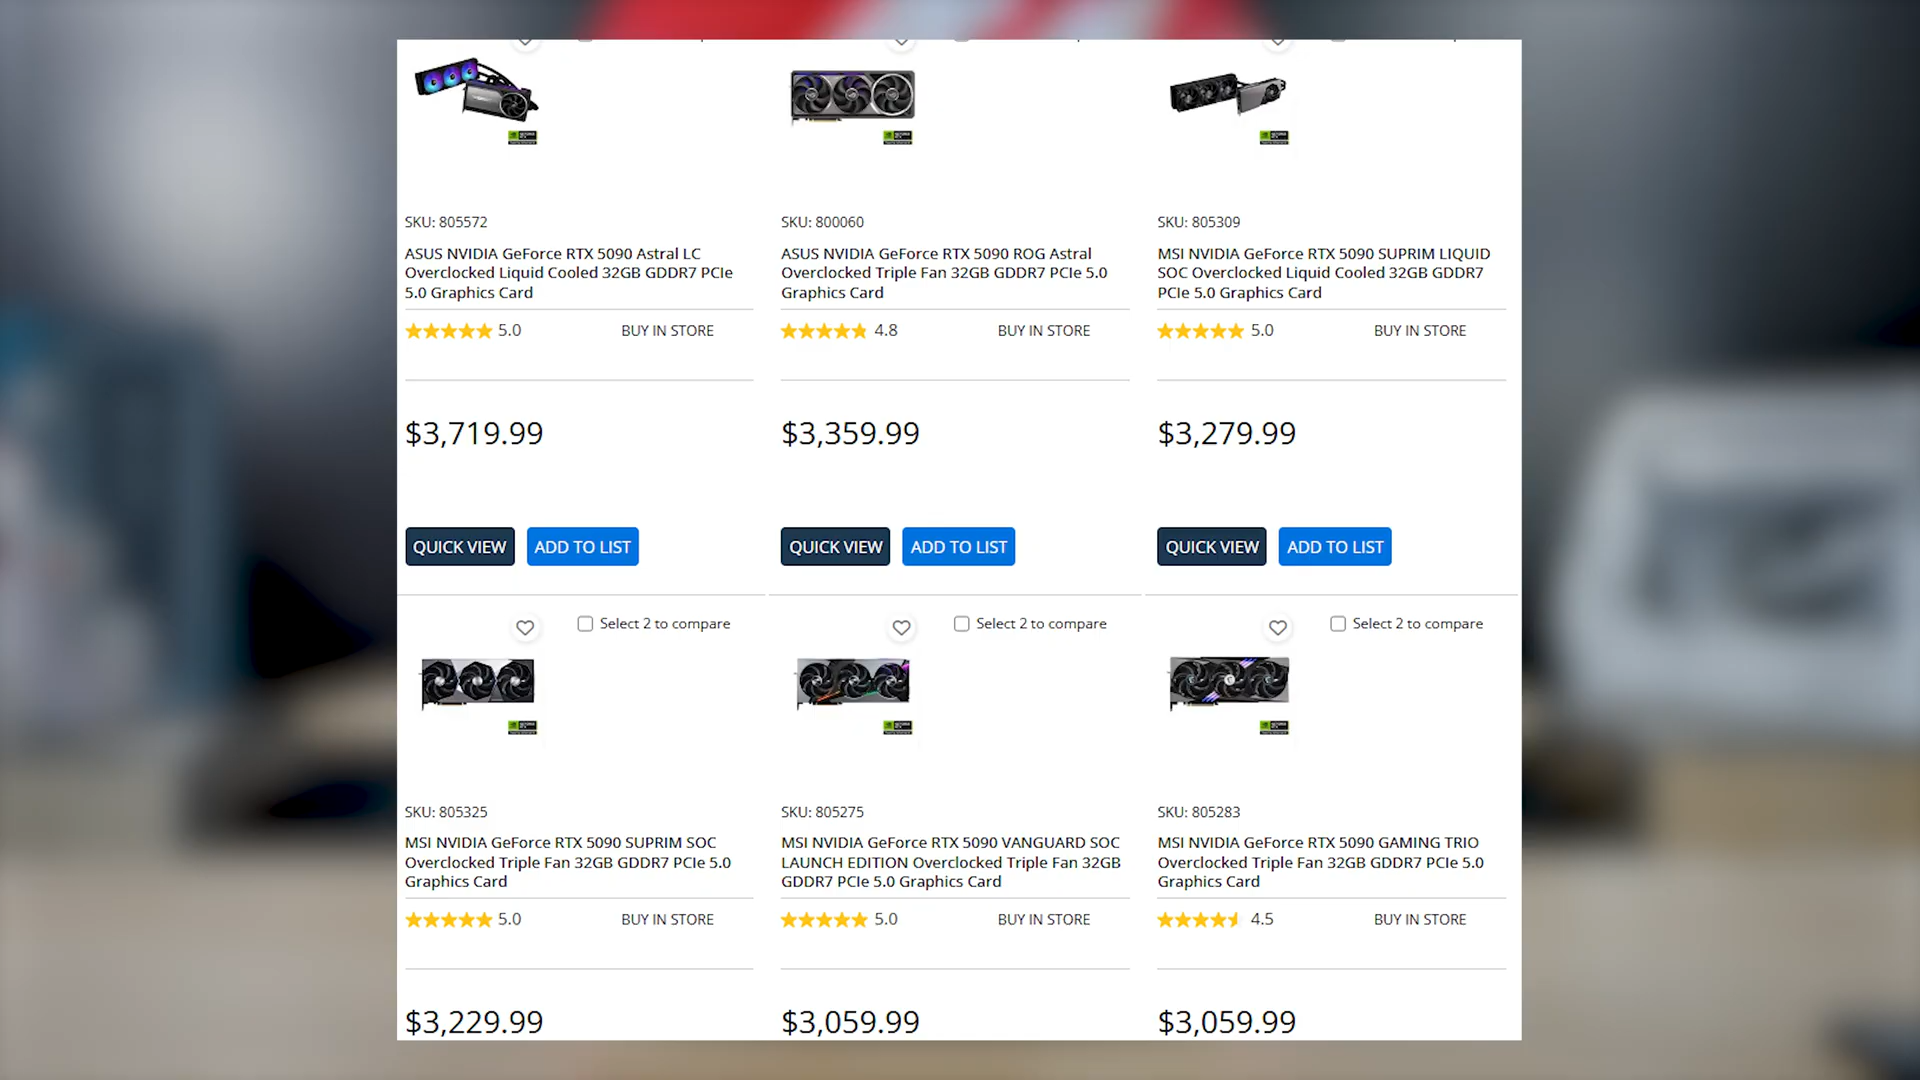 SKU: 805572
ASUS NVIDIA GeForce RTX 5090 Astral LC
Overclocked Liquid Cooled 32GB GDDR7 PCIe
5.0 Graphics Card
5.0 BUY IN STORE
$3,719.99
QUICK VIEW ADD TO LIST
SKU: 800060
ASUS NVIDIA GeForce RTX 5090 ROG Astral
Overclocked Triple Fan 32GB GDDR7 PCIe 5.0
Graphics Card
4.8 BUY IN STORE
$3,359.99
QUICK VIEW ADD TO LIST
SKU: 805309
MSI NVIDIA GeForce RTX 5090 SUPRIM LIQUID
SOC Overclocked Liquid Cooled 32GB GDDR7
PCIe 5.0 Graphics Card
5.0 BUY IN STORE
$3,279.99
QUICK VIEW ADD TO LIST
Select 2 to compare
SKU: 805325
MSI NVIDIA GeForce RTX 5090 SUPRIM SOC
Overclocked Triple Fan 32GB GDDR7 PCIe 5.0
Graphics Card
5.0 BUY IN STORE
$3,229.99
Select 2 to compare
SKU: 805275
MSI NVIDIA GeForce RTX 5090 VANGUARD SOC
LAUNCH EDITION Overclocked Triple Fan 32GB
GDDR7 PCIe 5.0 Graphics Card
5.0 BUY IN STORE
$3,059.99
Select 2 to compare
SKU: 805283
MSI NVIDIA GeForce RTX 5090 GAMING TRIO
Overclocked Triple Fan 32GB GDDR7 PCIe 5.0
Graphics Card
4.5 BUY IN STORE
$3,059.99